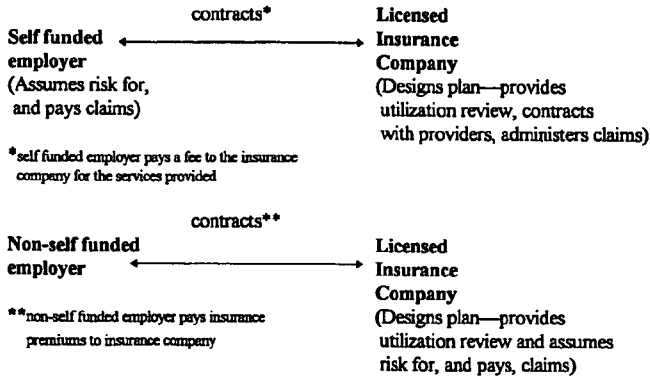 contracts*
Self funded
employer
(Assumes risk for,
and pays claims)
Licensed
Insurance
Company
(Designs plan—provides
utilization review, contracts
with providers, administers claims)
*self funded employer pays a fee to the insurance
company for the services provided
contracts**
Non-self funded
employer
Licensed
Insurance
Company
(Designs plan—provides
utilization review and assumes
risk for, and pays, claims)
**non-self funded employer pays insurance
premiums to insurance company